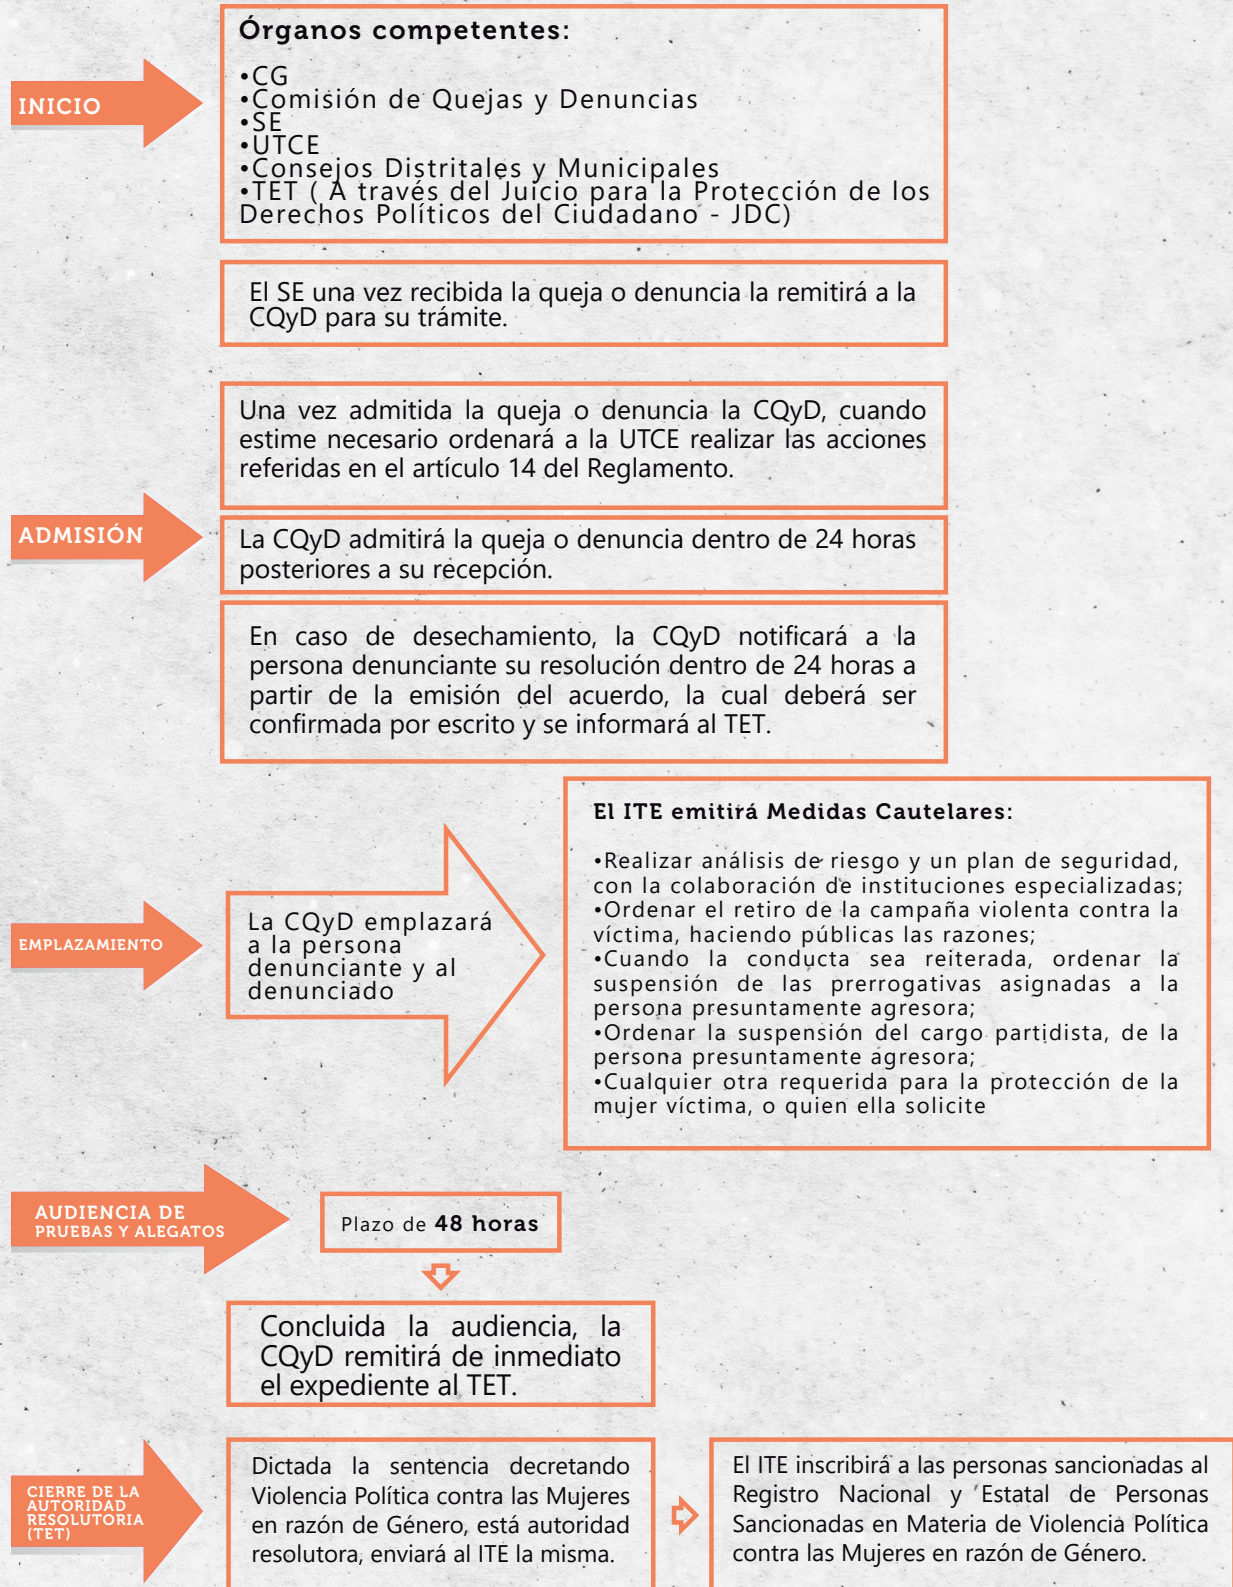 INICIO
Órganos competentes:
•CG
•Comisión de Quejas y Denuncias
•SE
•UTCE
•Consejos Distritales y Municipales
•TET ( A través del Juicio para la Protección de los
Derechos Políticos del Ciudadano - JDC)
El SE una vez recibida la queja o denuncia la remitirá a la
CQyD para su trámite.
ADMISIÓN
Una vez admitida la queja o denuncia la CQyD, cuando
estime necesario ordenará a la UTCE realizar las acciones
referidas en el artículo 14 del Reglamento.
La CQyD admitirá la queja o denuncia dentro de 24 horas
posteriores a su recepción.
En caso de desechamiento, la CQyD notificará a la
persona denunciante su resolución dentro de 24 horas a
partir de la emisión del acuerdo, la cual deberá ser
confirmada por escrito y se informará al TET.
EMPLAZAMIENTO
La CQyD emplazará
a la persona
denunciante y al
denunciado
El ITE emitirá Medidas Cautelares:
•Realizar análisis de riesgo y un plan de seguridad,
con la colaboración de instituciones especializadas;
•Ordenar el retiro de la campaña violenta contra la
víctima, haciendo públicas las razones;
•Cuando la conducta sea reiterada, ordenar la
suspensión de las prerrogativas asignadas a la
persona presuntamente agresora;
•Ordenar la suspensión del cargo partidista, de la
persona presuntamente agresora;
•Cualquier otra requerida para la protección de la
mujer víctima, o quien ella solicite
AUDIENCIA DE
PRUEBAS Y ALEGATOS
Plazo de 48 horas
Concluida la audiencia, la
CQyD remitirá de inmediato
el expediente al TET.
CIERRE DE LA
AUTORIDAD
RESOLUTORIA
(TET)
Dictada la sentencia decretando
Violencia Política contra las Mujeres
en razón de Género, está autoridad
resolutora, enviará al ITE la misma.
El ITE inscribirá a las personas sancionadas al
Registro Nacional y Estatal de Personas
Sancionadas en Materia de Violencia Política
contra las Mujeres en razón de Género.